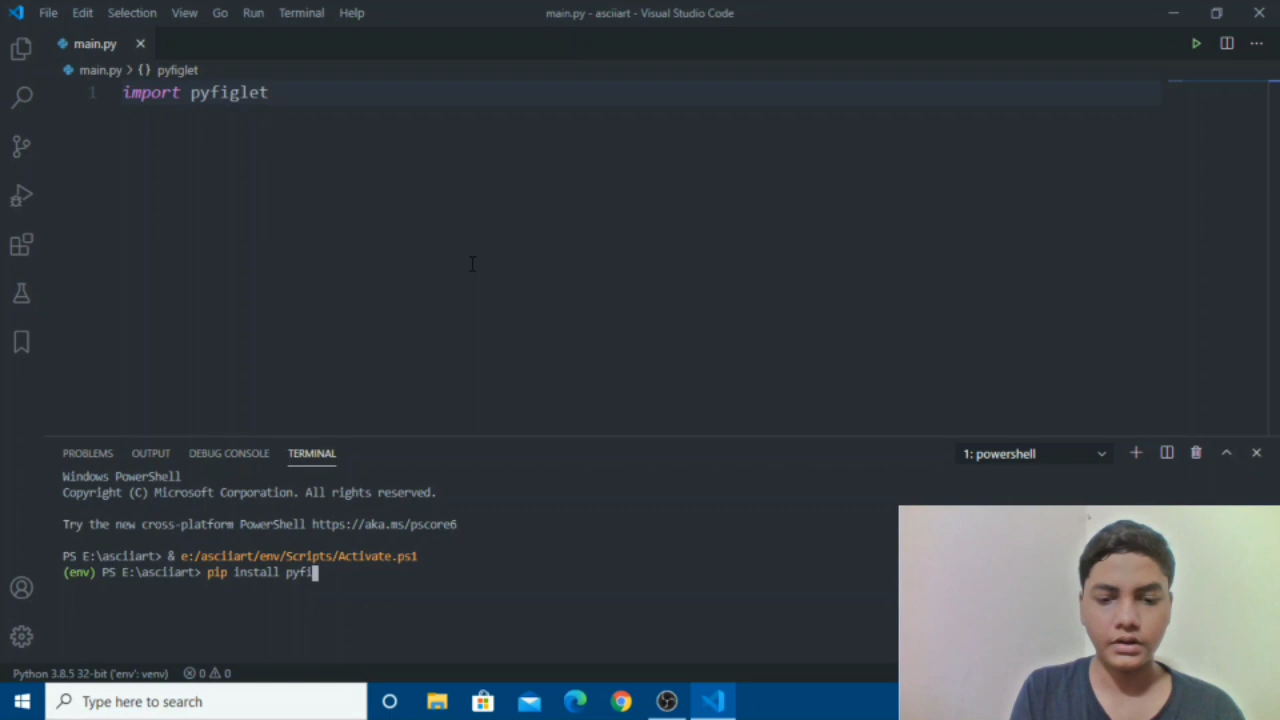 File Edit Selection View Go Run Terminal Help main.py - asciiart - Visual Studio Code
main.py
main.py > {} pyfiglet
1 import pyfiglet
PROBLEMS OUTPUT DEBUG CONSOLE TERMINAL 1: powershell
Windows PowerShell
Copyright (C) Microsoft Corporation. All rights reserved.
Try the new cross-platform PowerShell https://aka.ms/pscore6
PS E:\asciiart> & e:/asciiart/env/Scripts/Activate.ps1
(env) PS E:\asciiart> pip install pyfi
Python 3.8.5 32-bit ('env': venv) 0 0
Type here to search